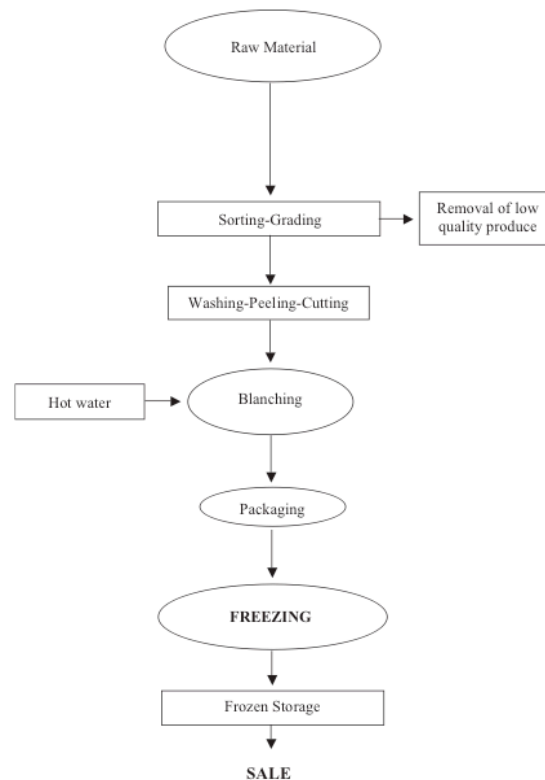 Raw Material
Sorting-Grading
Removal of low
quality produce
Washing-Peeling-Cutting
Hot water
Blanching
Packaging
FREEZING
Frozen Storage
SALE